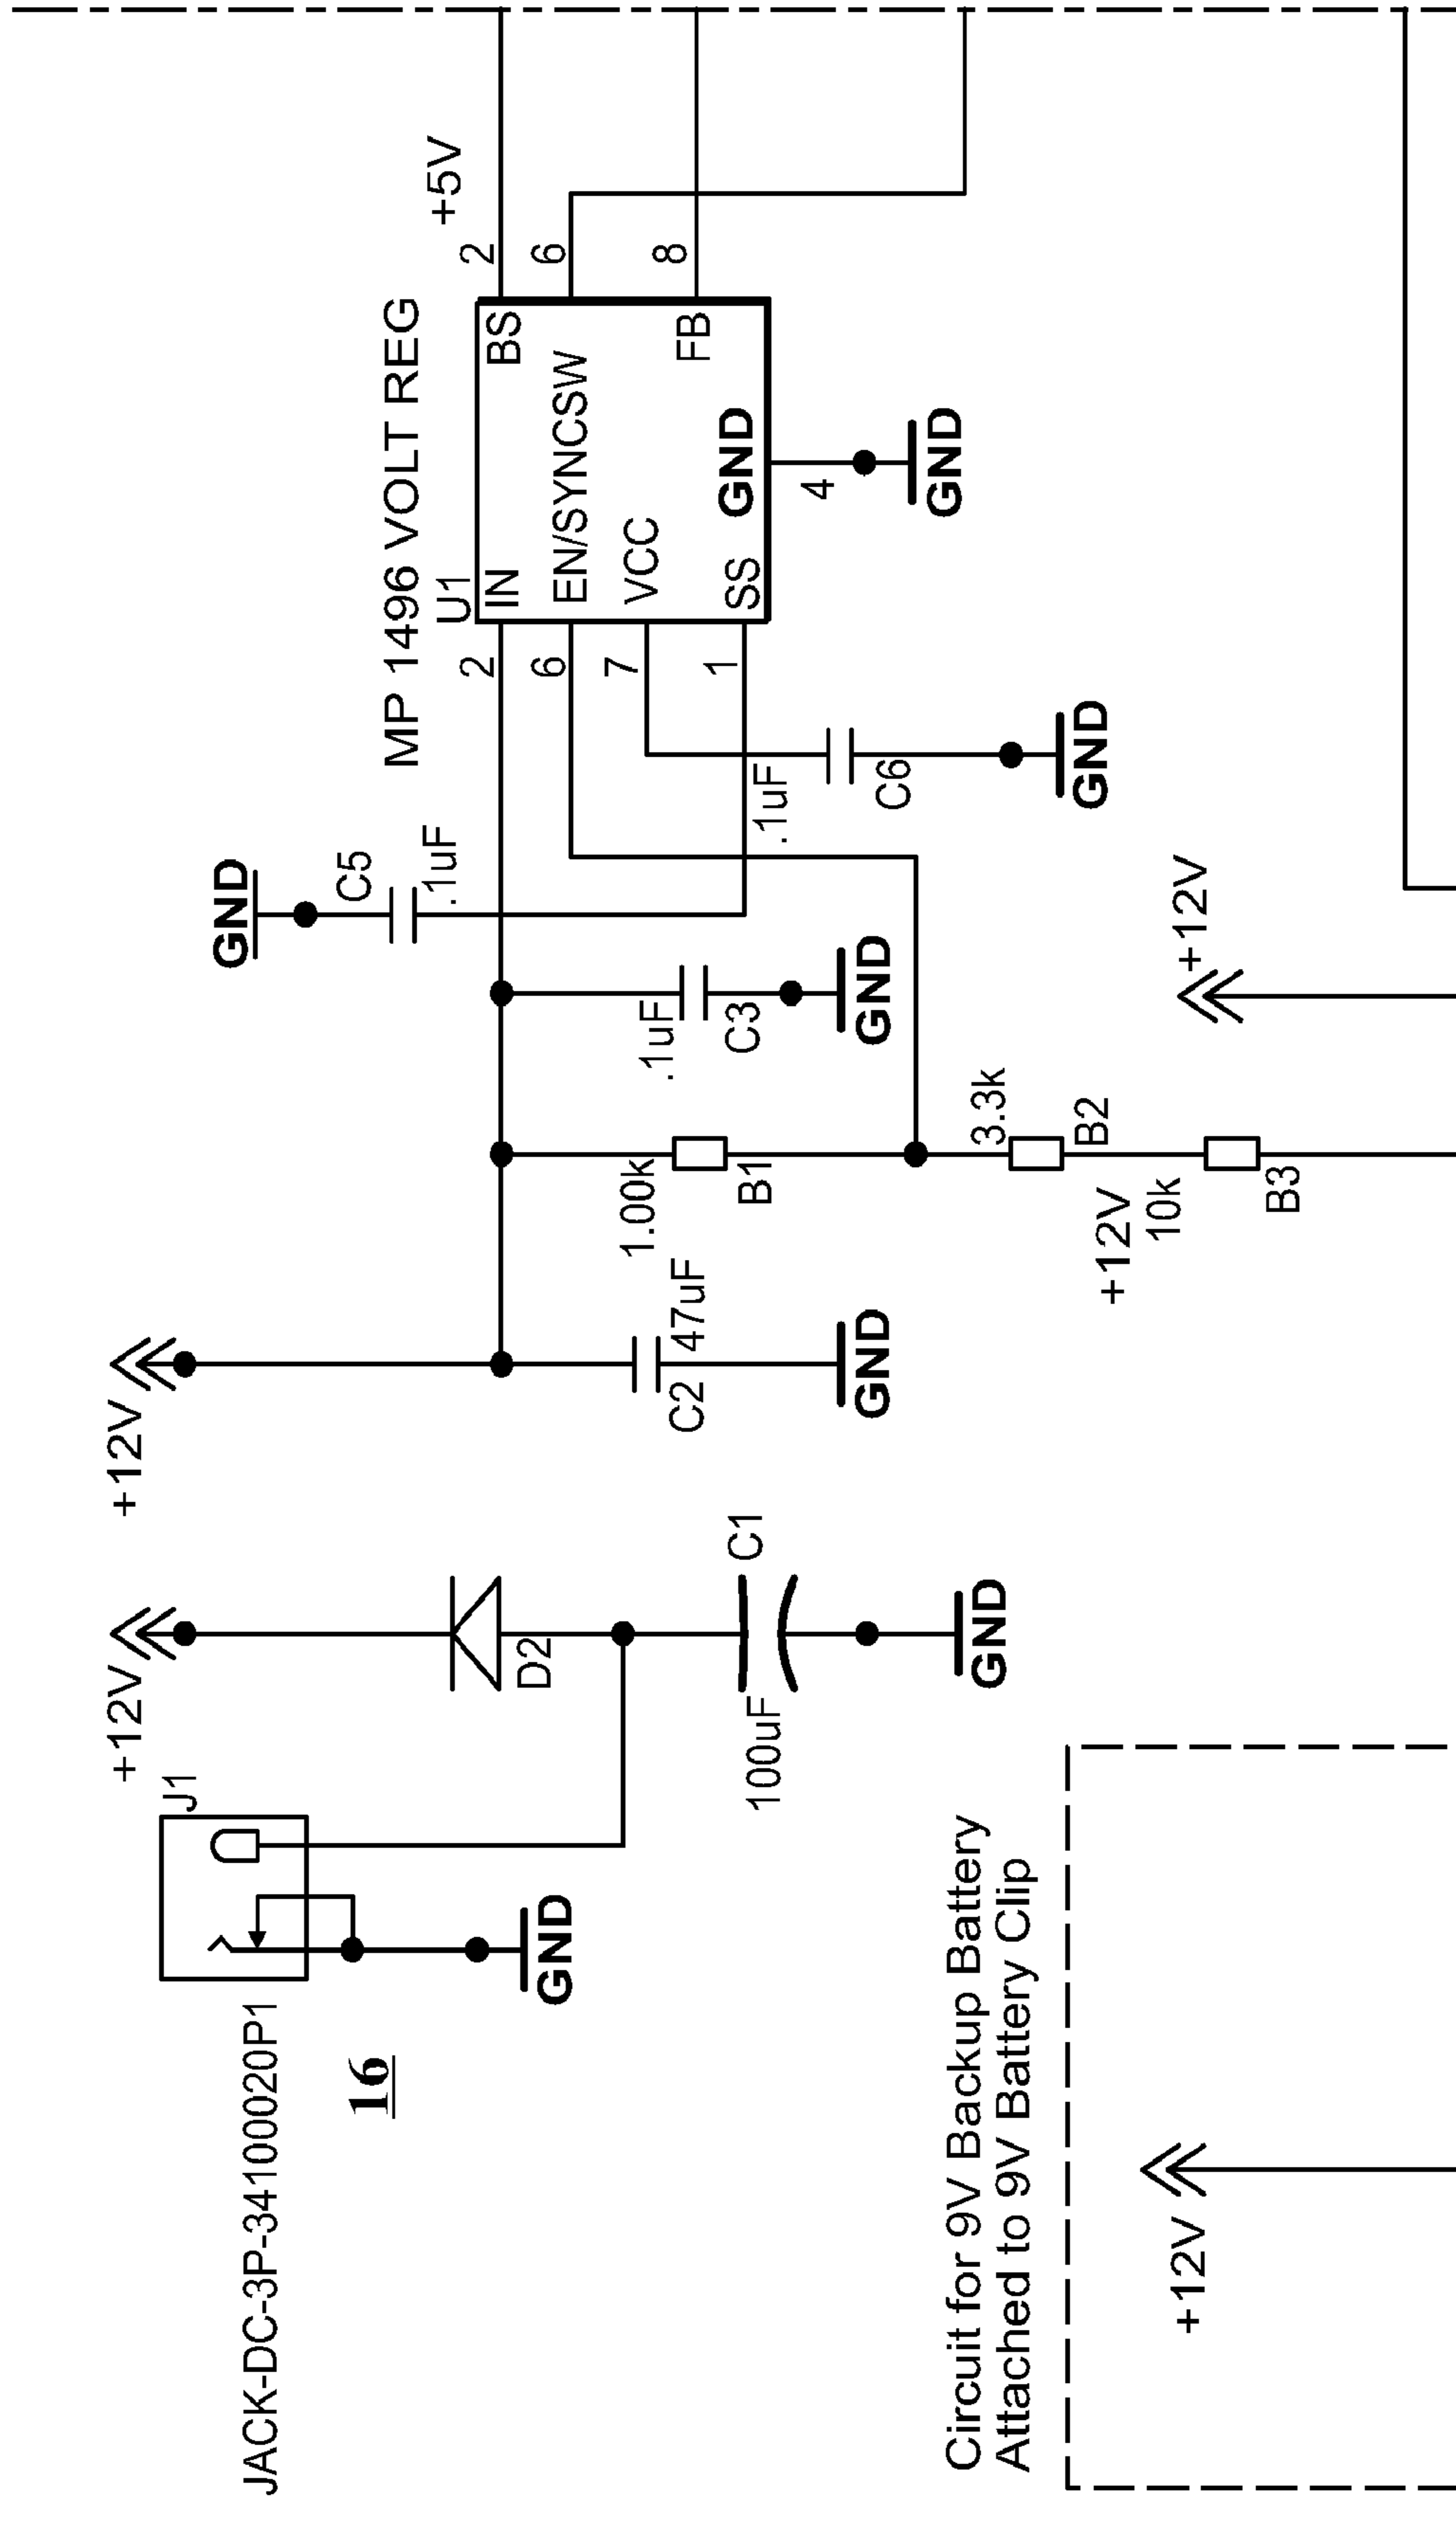 JACK-DC-3P-34100020P1
J1
16
GND
+12V
D2
C1
100uF
GND
+12V
C2
47uF
GND
1.00k
B1
.1uF
C3
GND
GND
C5
.1uF
.1uF
C6
GND
MP 1496 VOLT REG
U1
2
IN
BS
2
+5V
6
EN/SYNCSW
6
7
VCC
1
SS
GND
FB
8
4
GND
3.3k
B2
+12V
10k
B3
+12V
Circuit for 9V Backup Battery
Attached to 9V Battery Clip
+12V